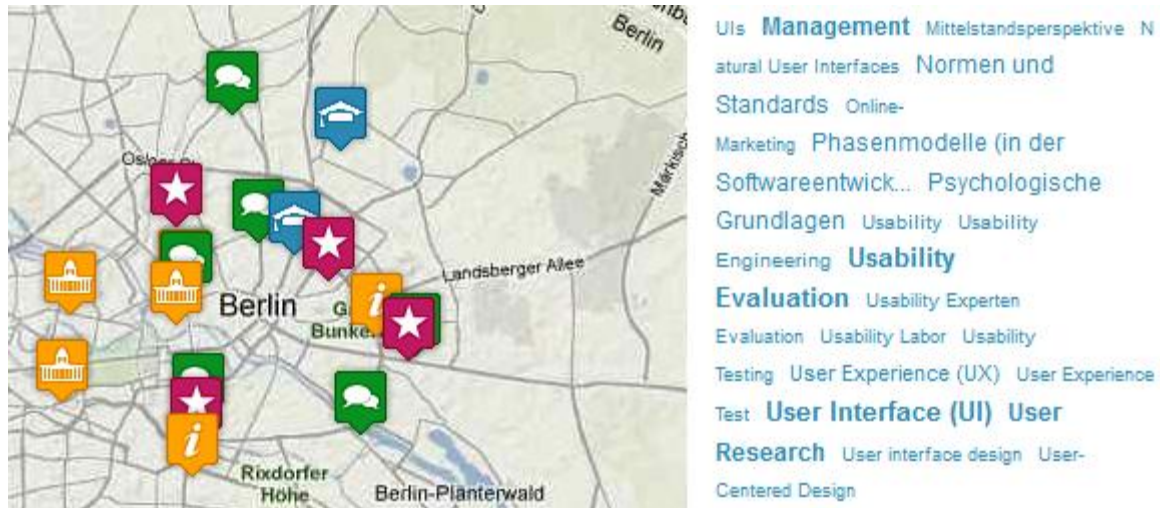 Berlin
Osloer
Märkisch
Landsberger Allee
Berlin
Bunke
Rixdorfer
Höhe
Berlin-Planterwald
UIs Management Mittelstandsperspektive N
atural User Interfaces Normen und
Standards Online-
Marketing Phasenmodelle (in der
Softwareentwick... Psychologische
Grundlagen Usability Usability
Engineering Usability
Evaluation Usability Experten
Evaluation Usability Labor Usability
Testing User Experience (UX) User Experience
Test User Interface (UI) User
Research User interface design User-
Centered Design